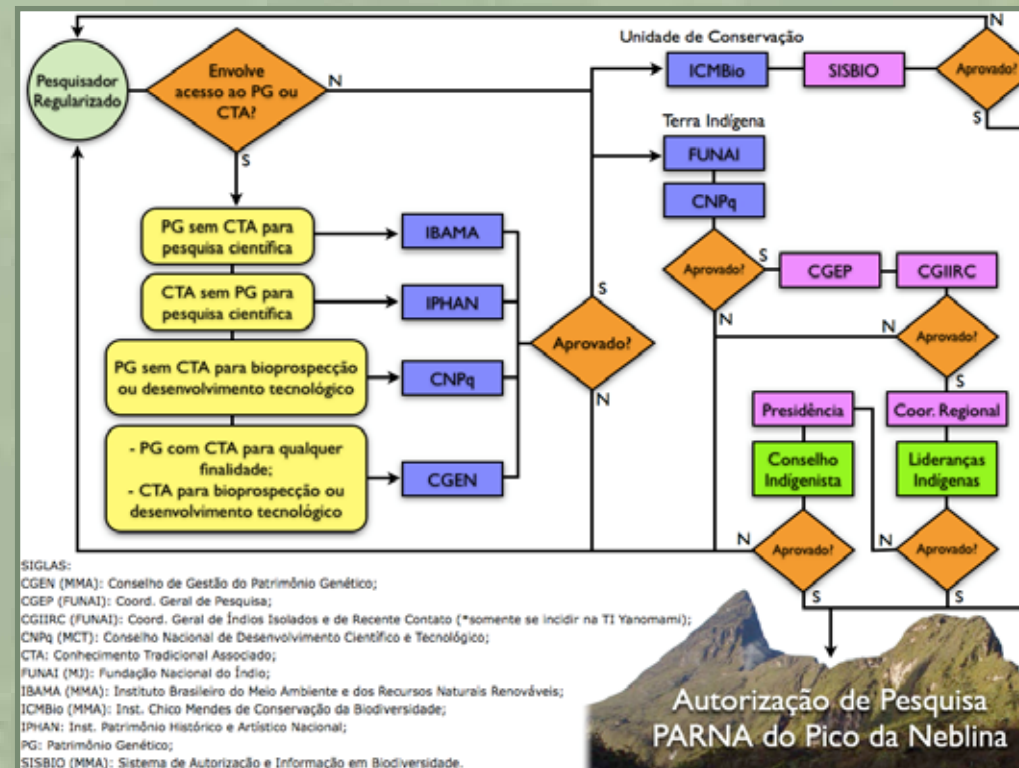 Pesquisador
Regularizado
Envolve
acesso ao PG ou
CTA?
N
S
PG sem CTA para
pesquisa científica
CTA sem PG para
pesquisa científica
PG sem CTA para bioprospecção
ou desenvolvimento tecnológico
- PG com CTA para qualquer
finalidade;
- CTA para bioprospecção ou
desenvolvimento tecnológico
IBAMA
IPHAN
CNPq
CGEN
S
Aprovado?
N
Unidade de Conservação
ICMBio
SISBIO
N
Aprovado?
S
Terra Indígena
FUNAI
CNPq
Aprovado?
S
N
CGEP
CGIIRC
N
Aprovado?
S
Presidência
Coor. Regional
Conselho
Indígenista
Lideranças
Indígenas
N
Aprovado?
S
N
Aprovado?
S
SIGLAS:
CGEN (MMA): Conselho de Gestão do Patrimônio Genético;
CGEP (FUNAI): Coord. Geral de Pesquisa;
CGIIRC (FUNAI): Coord. Geral de Índios Isolados e de Recente Contato (*somente se incidir na TI Yanomami);
CNPq (MCT): Conselho Nacional de Desenvolvimento Científico e Tecnológico;
CTA: Conhecimento Tradicional Associado;
FUNAI (MJ): Fundação Nacional do Índio;
IBAMA (MMA): Instituto Brasileiro do Meio Ambiente e dos Recursos Naturais Renováveis;
ICMBio (MMA): Inst. Chico Mendes de Conservação da Biodiversidade;
IPHAN: Inst. Patrimônio Histórico e Artístico Nacional;
PG: Patrimônio Genético;
SISBIO (MMA): Sistema de Autorização e Informação em Biodiversidade.
Autorização de Pesquisa
PARNA do Pico da Neblina